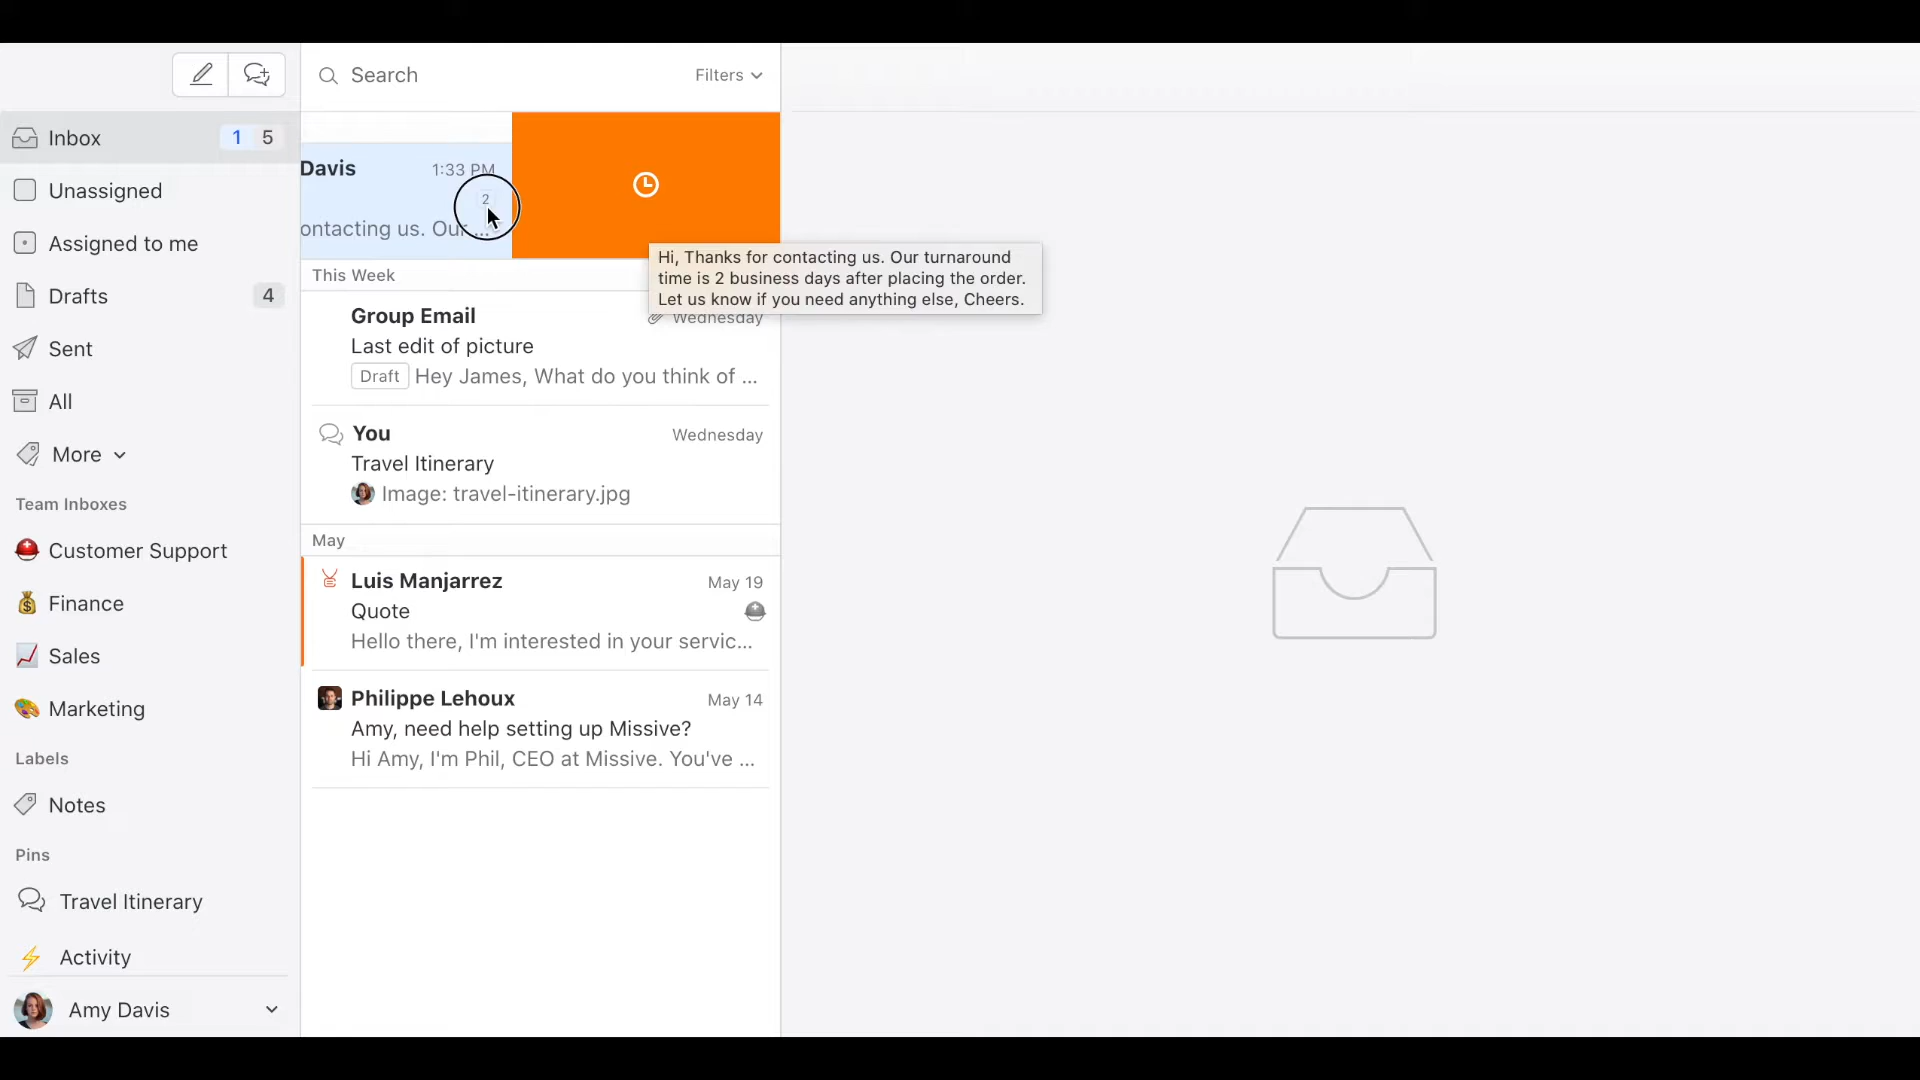 Search
Filters
Inbox 1 5
Unassigned
Assigned to me
Drafts 4
Sent
All
More
Team Inboxes
Customer Support
Finance
Sales
Marketing
Labels
Notes
Pins
Travel Itinerary
Activity
Amy Davis
Davis 1:33 PM
2
ontacting us. Our ...
Hi, Thanks for contacting us. Our turnaround
time is 2 business days after placing the order.
Let us know if you need anything else, Cheers.
This Week
Group Email Wednesday
Last edit of picture
Draft Hey James, What do you think of ...
You Wednesday
Travel Itinerary
Image: travel-itinerary.jpg
May
Luis Manjarrez May 19
Quote
Hello there, I'm interested in your servic...
Philippe Lehoux May 14
Amy, need help setting up Missive?
Hi Amy, I'm Phil, CEO at Missive. You've ...